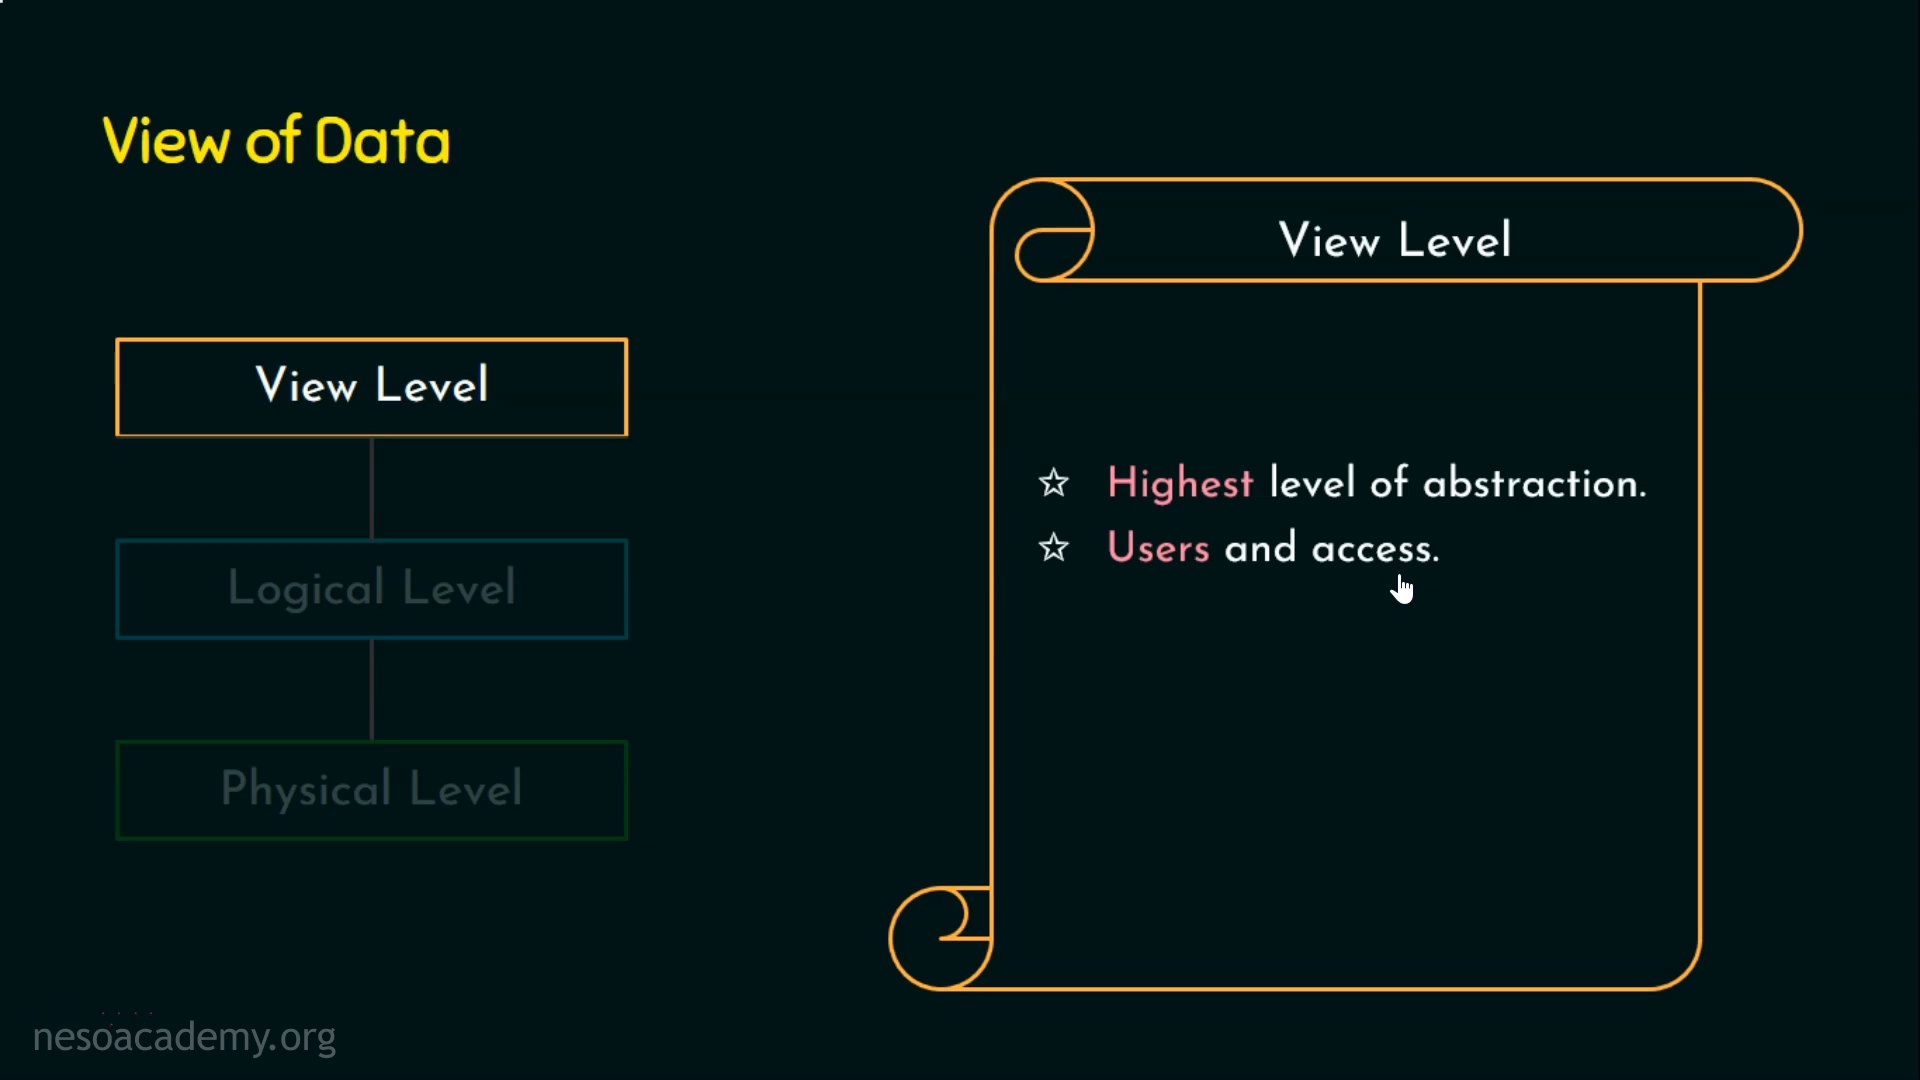 View of Data
View Level
Logical Level
Physical Level
View Level
☆ Highest level of abstraction.
☆ Users and access.
nesoacademy.org